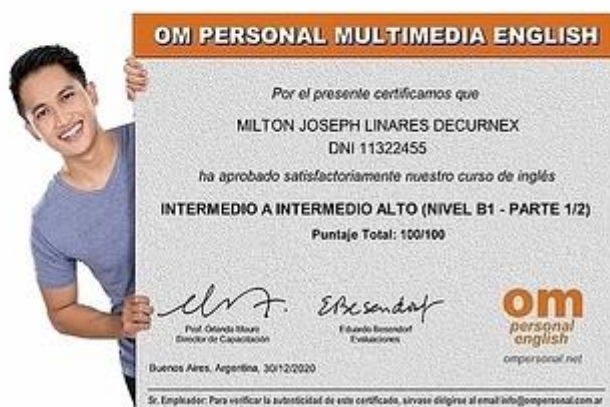 OM PERSONAL MULTIMEDIA ENGLISH
Por el presente certificamos que
MILTON JOSEPH LINARES DECURNEX
DNI 11322455
ha aprobado satisfactoriamente nuestro curso de inglés
INTERMEDIO A INTERMEDIO ALTO (NIVEL B1 - PARTE 1/2)
Puntaje Total: 100/100
EBesendorf
Prof. Orlando Moure
Director de Capacitación
Eduardo Besendorf
Evaluaciones
om
personal
english
ompersonal.net
Buenos Aires, Argentina, 30/12/2020
Sr. Empleador: Para verificar la autenticidad de este certificado, sírvase dirigirse al email info@ompersonal.com.ar